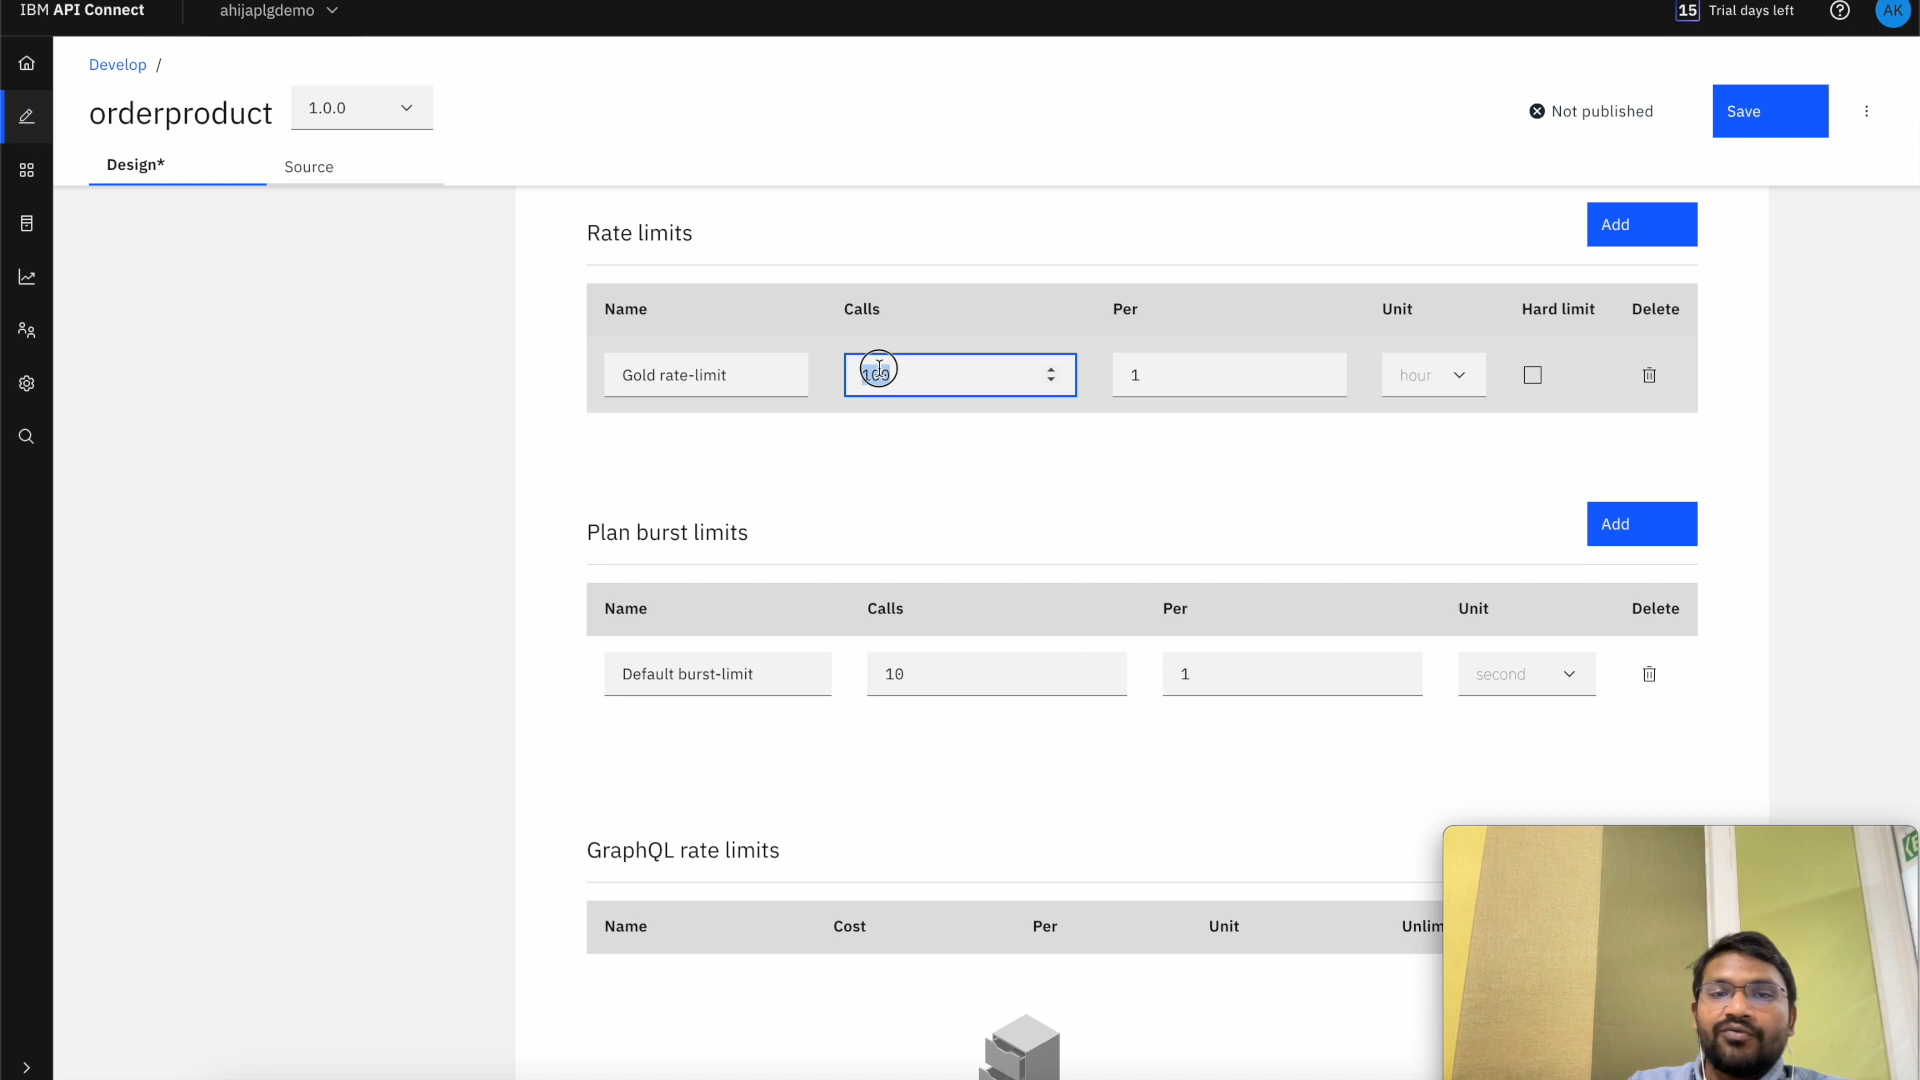 IBM API Connect
ahijaplgdemo
15 Trial days left
AK
Develop /
orderproduct
1.0.0
Not published
Save
Design*
Source
Rate limits
Add
Name Calls Per Unit Hard limit Delete
Gold rate-limit 100 1 hour
Plan burst limits
Add
Name Calls Per Unit Delete
Default burst-limit 10 1 second
GraphQL rate limits
Name Cost Per Unit Unlim